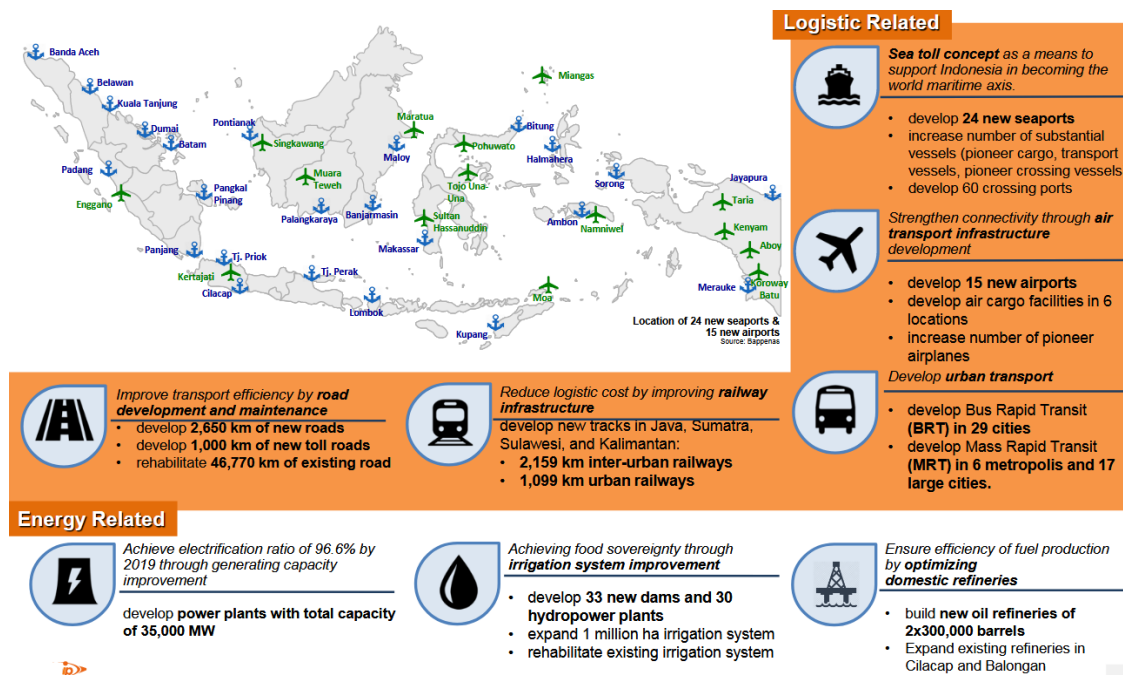 Logistic Related
Banda Aceh
Belawan
Kuala Tanjung
Dumai
Batam
Padang
Enggano
Pangkal
Pinang
Panjang
Tj. Priok
Kertajati
Cilacap
Pontianak
Singkawang
Muara
Teweh
Palangkaraya
Banjarmasin
Tj. Perak
Lombok
Maratua
Maloy
Miangas
Pohuwato
Tojo Una-
Una
Sultan
Hassanuddin
Makassar
Bitung
Halmahera
Sorong
Ambon
Namniwel
Jayapura
Taria
Kenyam
Aboy
Merauke
Koroway
Batu
Moa
Kupang
Location of 24 new seaports &
15 new airports
Source: Bappenas
Sea toll concept as a means to
support Indonesia in becoming the
world maritime axis.
• develop 24 new seaports
• increase number of substantial
vessels (pioneer cargo, transport
vessels, pioneer crossing vessels
• develop 60 crossing ports
Strengthen connectivity through air
transport infrastructure
development
• develop 15 new airports
• develop air cargo facilities in 6
locations
• increase number of pioneer
airplanes
Develop urban transport
• develop Bus Rapid Transit
(BRT) in 29 cities
• develop Mass Rapid Transit
(MRT) in 6 metropolis and 17
large cities.
Improve transport efficiency by road
development and maintenance
• develop 2,650 km of new roads
• develop 1,000 km of new toll roads
• rehabilitate 46,770 km of existing road
Reduce logistic cost by improving railway
infrastructure
develop new tracks in Java, Sumatra,
Sulawesi, and Kalimantan:
• 2,159 km inter-urban railways
• 1,099 km urban railways
Energy Related
Achieve electrification ratio of 96.6% by
2019 through generating capacity
improvement
develop power plants with total capacity
of 35,000 MW
Achieving food sovereignty through
irrigation system improvement
• develop 33 new dams and 30
hydropower plants
• expand 1 million ha irrigation system
• rehabilitate existing irrigation system
Ensure efficiency of fuel production
by optimizing
domestic refineries
• build new oil refineries of
2x300,000 barrels
• Expand existing refineries in
Cilacap and Balongan